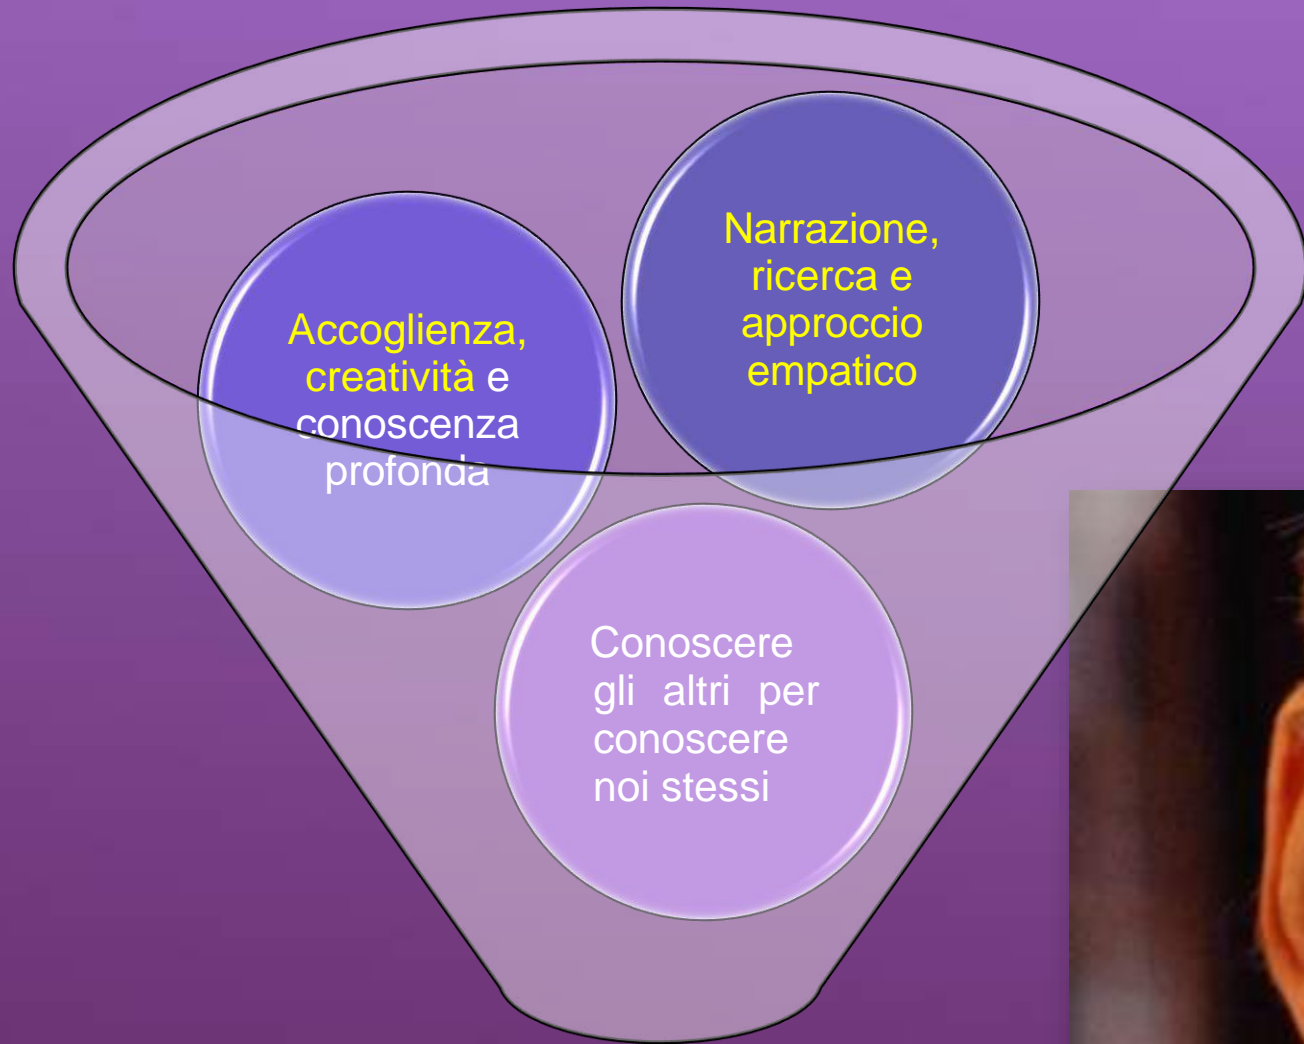 Accoglienza,
creatività e
conoscenza
profonda
Narrazione,
ricerca e
approccio
empatico
Conoscere
gli altri per
conoscere
noi stessi